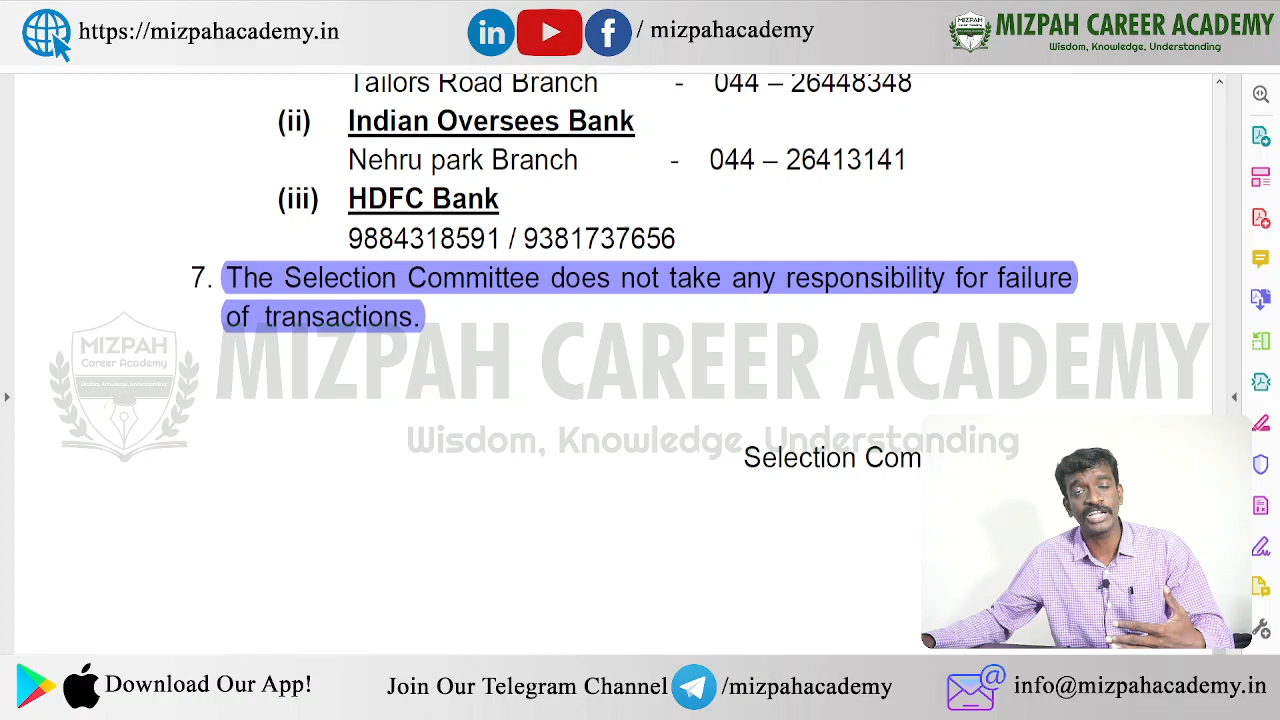 https://mizpahacademy.in
/ mizpahacademy
MIZPAH CAREER ACADEMY
Wisdom, Knowledge, Understanding
Tailors Road Branch - 044 – 26448348
(ii) Indian Oversees Bank
Nehru park Branch - 044 – 26413141
(iii) HDFC Bank
9884318591 / 9381737656
7. The Selection Committee does not take any responsibility for failure
of transactions.
MIZPAH
Career Academy
MIZPAH CAREER ACADEMY
Wisdom, Knowledge, Understanding
Selection Com
Download Our App!
Join Our Telegram Channel
/mizpahacademy
info@mizpahacademy.in